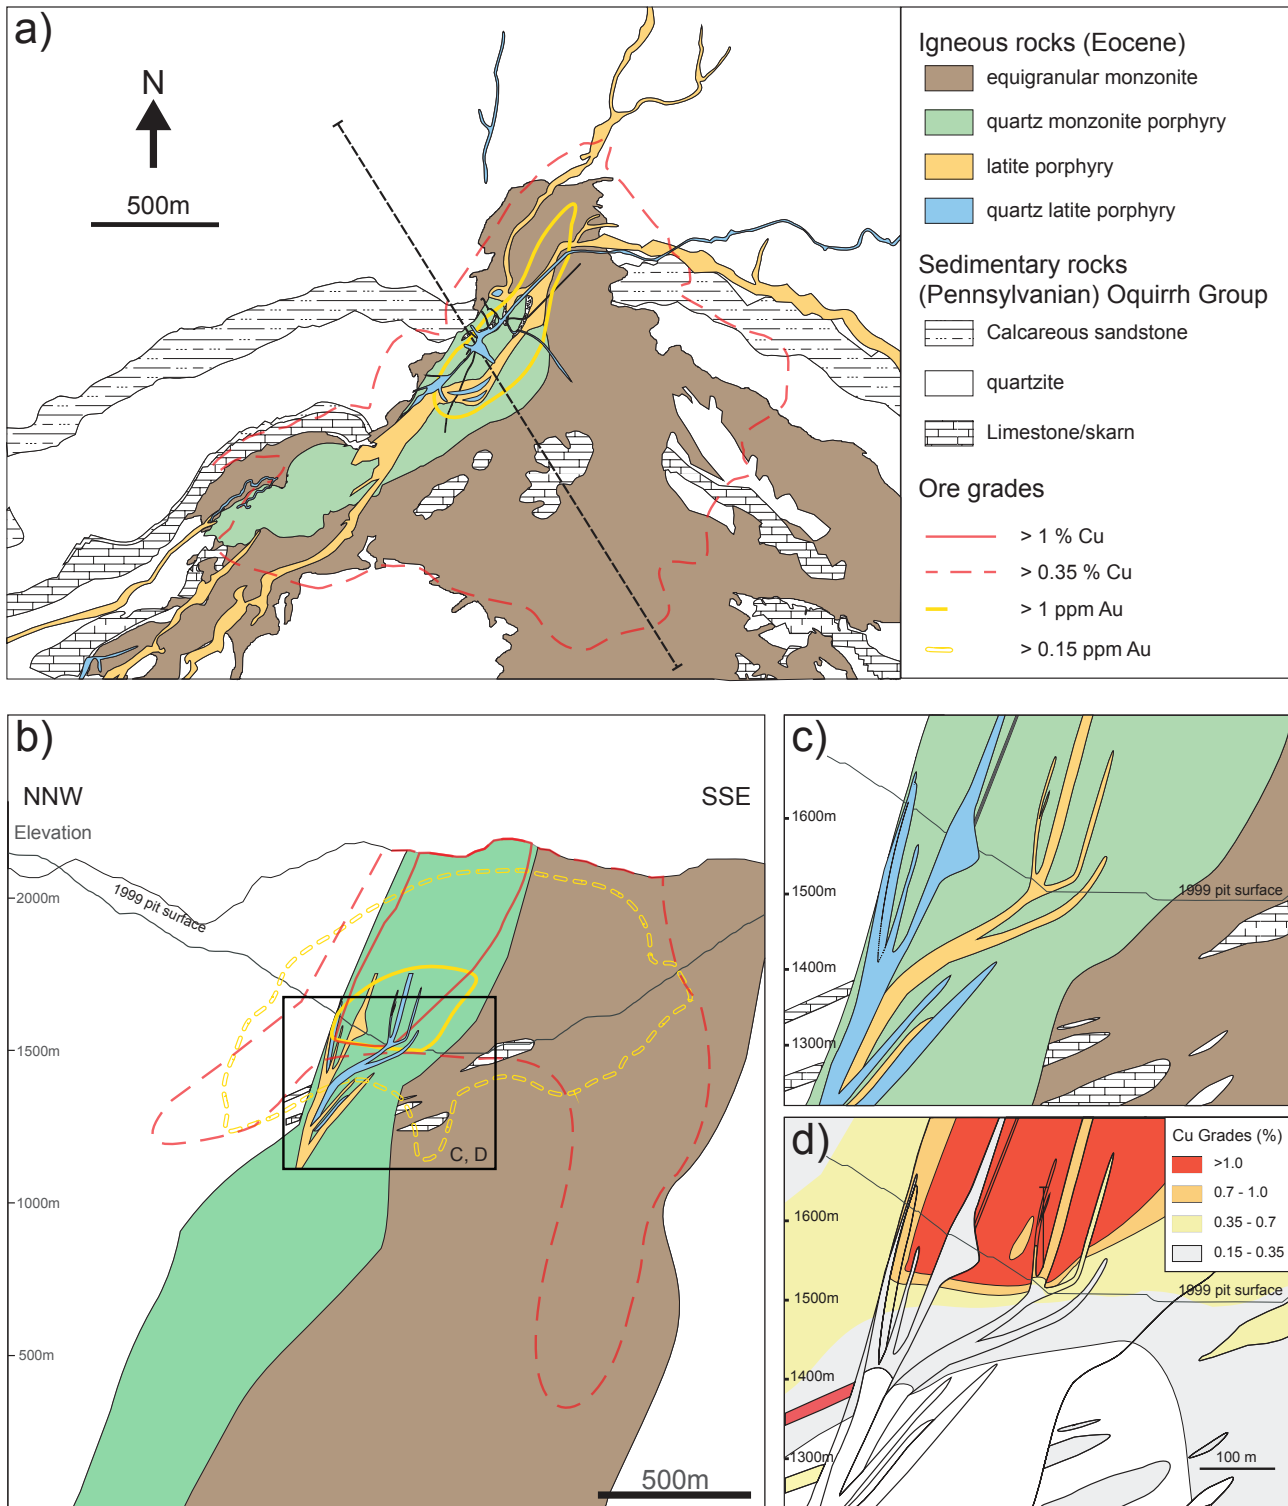 a)
N
500m
Igneous rocks (Eocene)
equigranular monzonite
quartz monzonite porphyry
latite porphyry
quartz latite porphyry
Sedimentary rocks
(Pennsylvanian) Oquirrh Group
Calcareous sandstone
quartzite
Limestone/skarn
Ore grades
> 1 % Cu
> 0.35 % Cu
> 1 ppm Au
> 0.15 ppm Au
b)
NNW
SSE
Elevation
2000m
1999 pit surface
1500m
C, D
1000m
500m
500m
c)
1600m
1500m
1999 pit surface
1400m
1300m
d)
Cu Grades (%)
>1.0
0.7 - 1.0
0.35 - 0.7
0.15 - 0.35
1600m
1999 pit surface
1500m
1400m
1300m
100 m